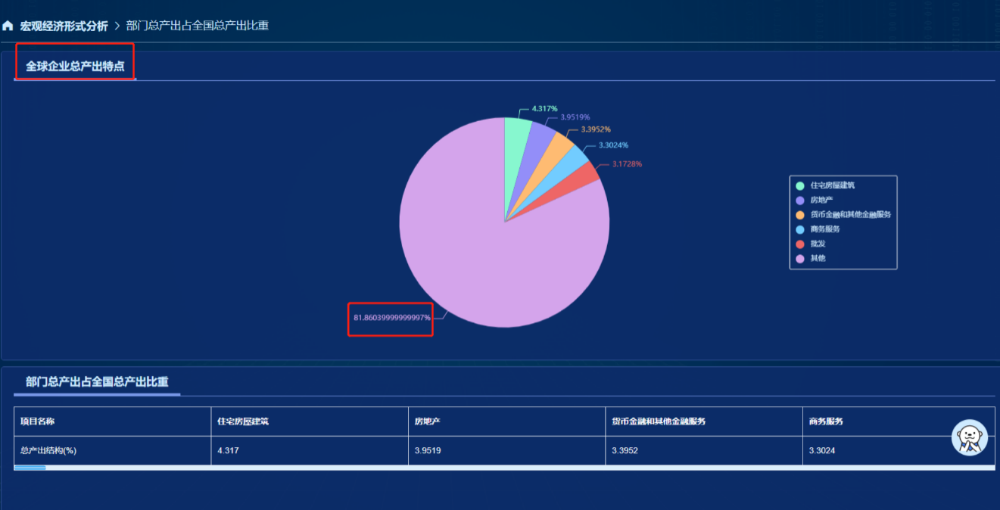 宏观经济形式分析 > 部门总产出占全国总产出比重
全球企业总产出特点
4.317%
3.9519%
3.3952%
3.3024%
3.1728%
81.86039999999997%
住宅房屋建筑
房地产
货币金融和其他金融服务
商务服务
批发
其他
部门总产出占全国总产出比重
项目名称 住宅房屋建筑 房地产 货币金融和其他金融服务 商务服务
总产出结构(%) 4.317 3.9519 3.3952 3.3024